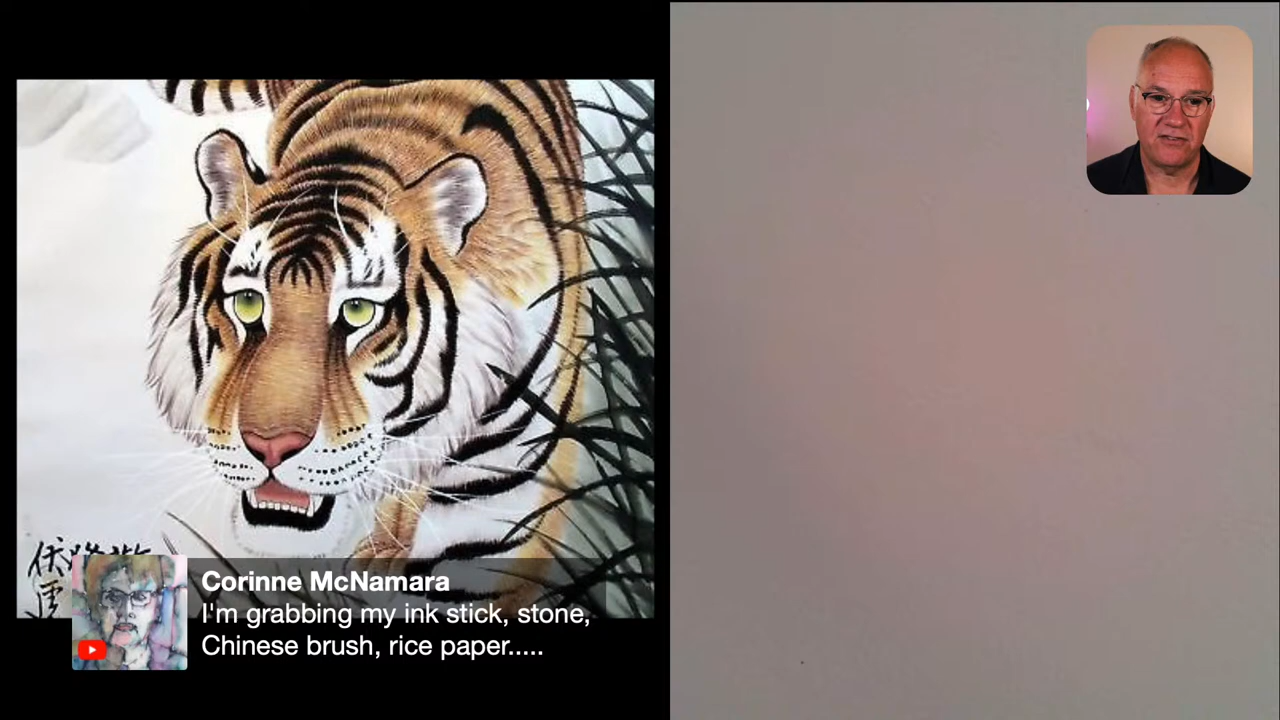 Corinne McNamara
I'm grabbing my ink stick, stone,
Chinese brush, rice paper.....